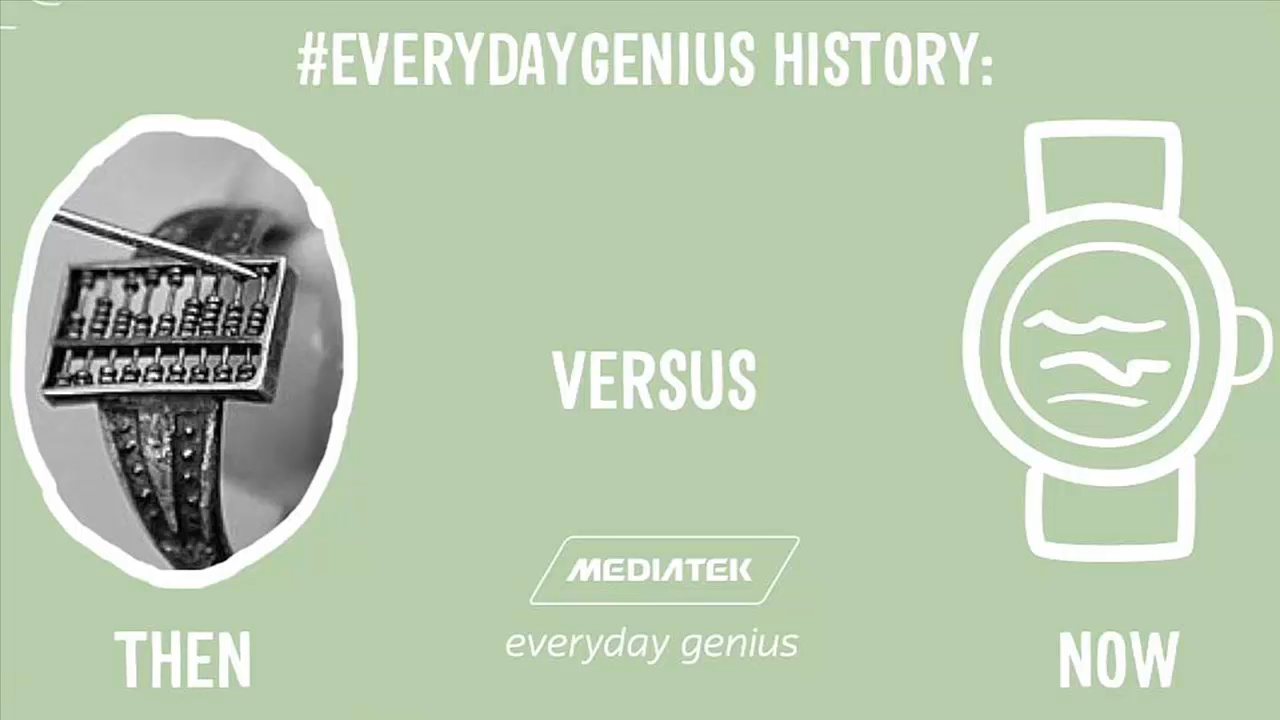 #EVERYDAYGENIUS HISTORY:
VERSUS
MEDIATEK
everyday genius
THEN
NOW